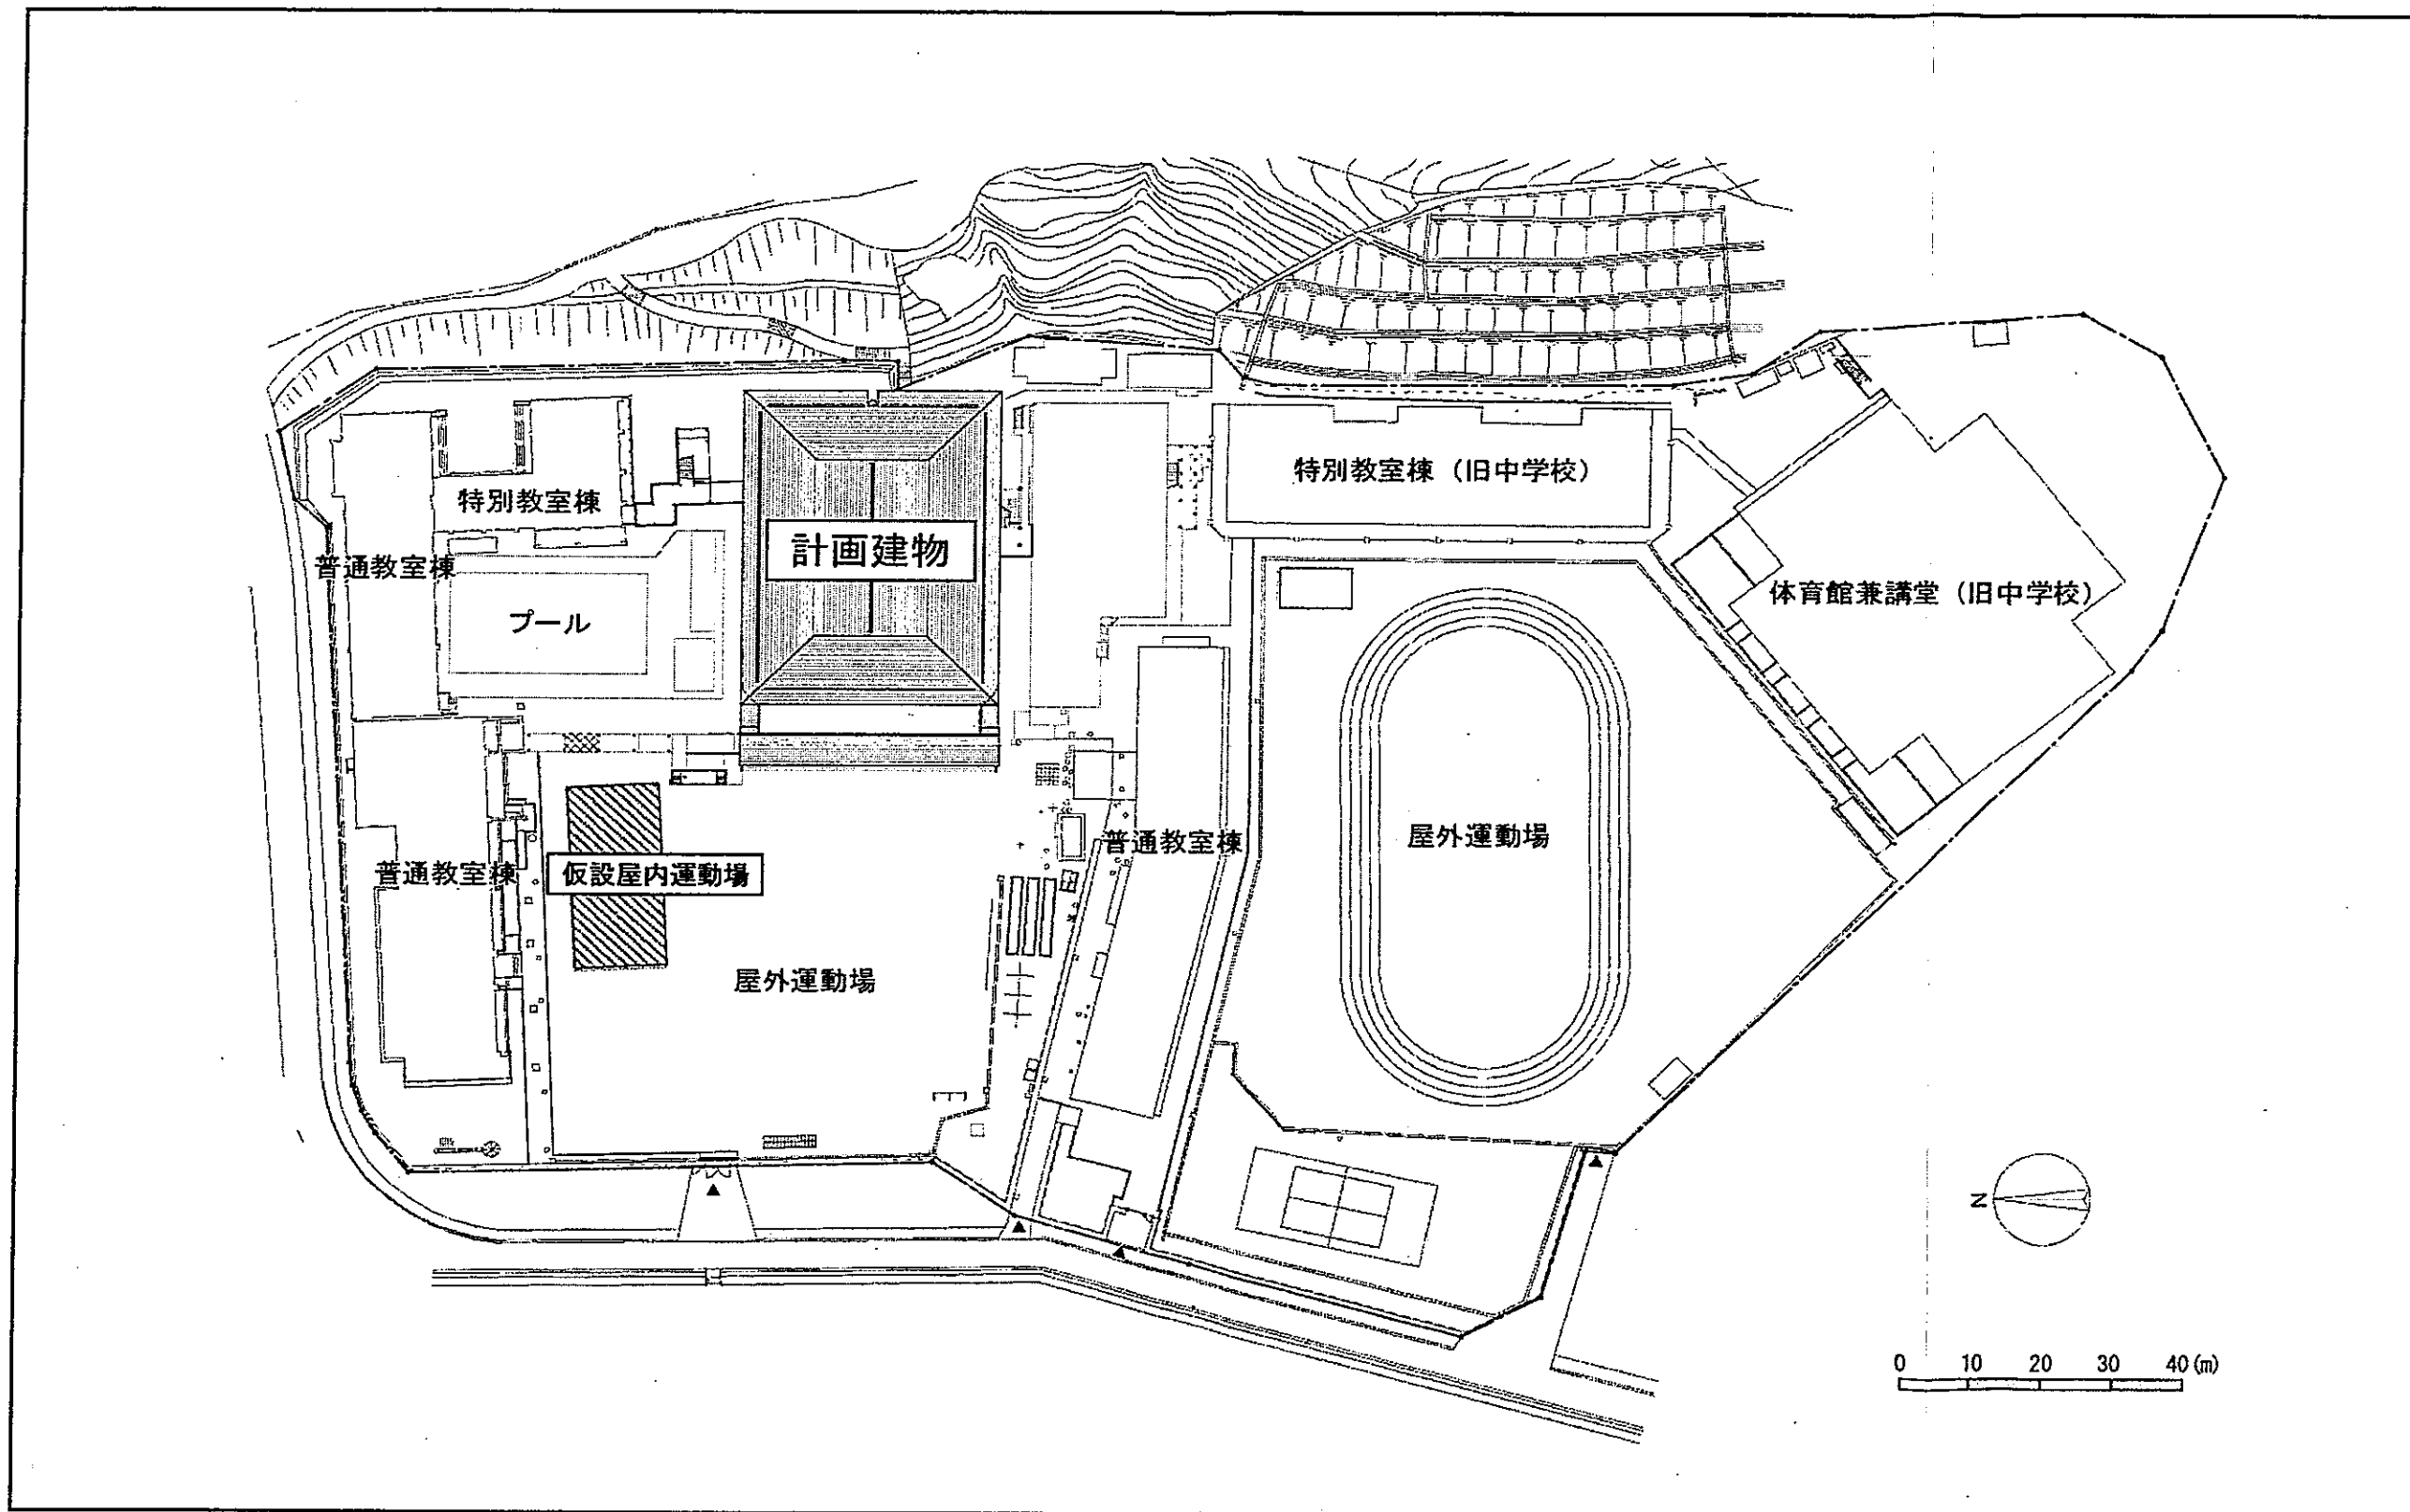 特別教室棟(旧中学校)
特別教室棟
計画建物
普通教室棟
体育館兼講堂(旧中学校)
プール
普通教室棟
屋外運動場
普通教室棟
仮設屋内運動場
屋外運動場
N
0 10 20 30 40(m)